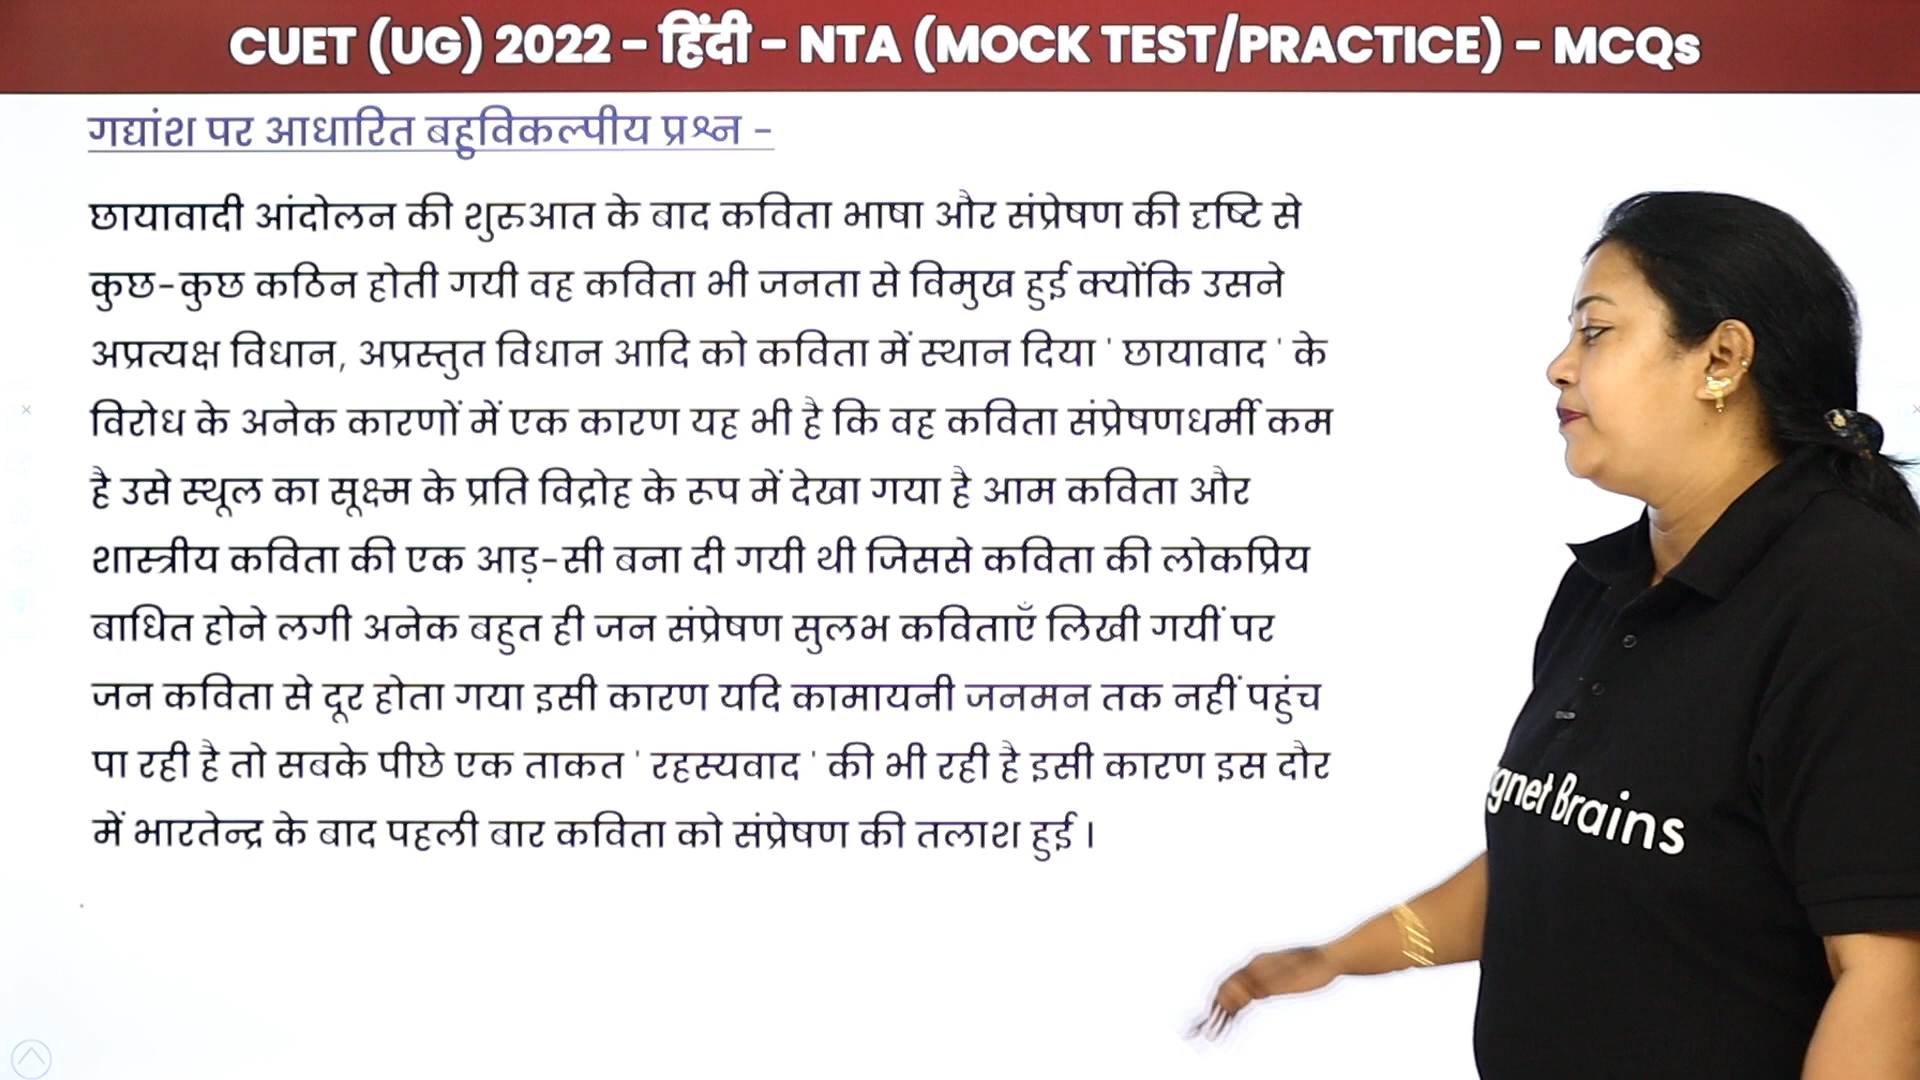 CUET (UG) 2022 - हिंदी - NTA (MOCK TEST/PRACTICE) - MCQs
गद्यांश पर आधारित बहुविकल्पीय प्रश्न -
छायावादी आंदोलन की शुरुआत के बाद कविता भाषा और संप्रेषण की दृष्टि से
कुछ-कुछ कठिन होती गयी वह कविता भी जनता से विमुख हुई क्योंकि उसने
अप्रत्यक्ष विधान, अप्रस्तुत विधान आदि को कविता में स्थान दिया ' छायावाद ' के
विरोध के अनेक कारणों में एक कारण यह भी है कि वह कविता संप्रेषणधर्मी कम
है उसे स्थूल का सूक्ष्म के प्रति विद्रोह के रूप में देखा गया है आम कविता और
शास्त्रीय कविता की एक आड़-सी बना दी गयी थी जिससे कविता की लोकप्रिय
बाधित होने लगी अनेक बहुत ही जन संप्रेषण सुलभ कविताएँ लिखी गयीं पर
जन कविता से दूर होता गया इसी कारण यदि कामायनी जनमन तक नहीं पहुंच
पा रही है तो सबके पीछे एक ताकत ' रहस्यवाद ' की भी रही है इसी कारण इस दौर
में भारतेन्द्र के बाद पहली बार कविता को संप्रेषण की तलाश हुई ।
gnet Brains